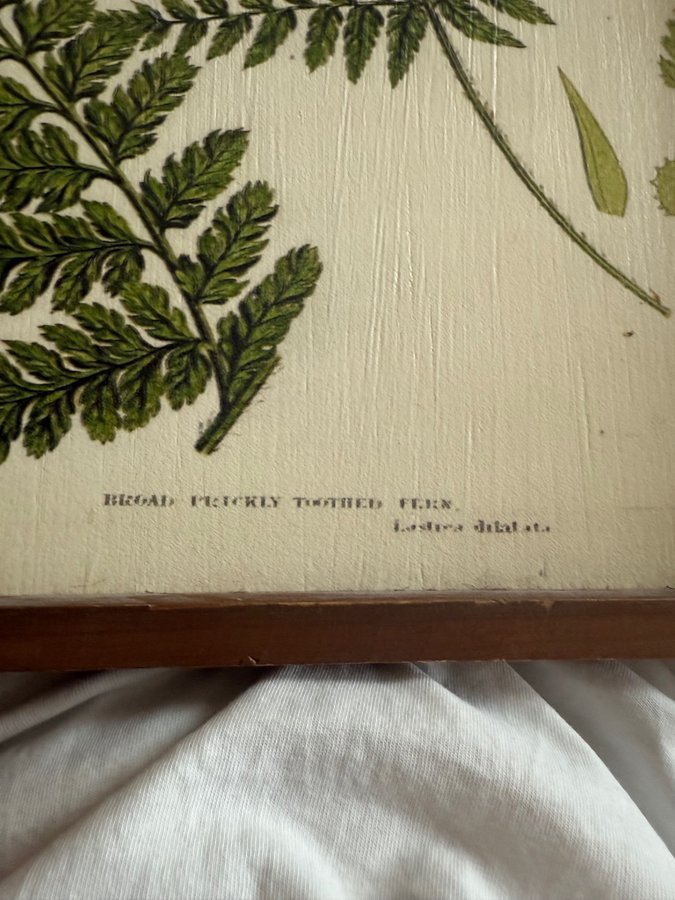 BROAD PRICKLY TOOTHED FERN.
Lastrea dilatata